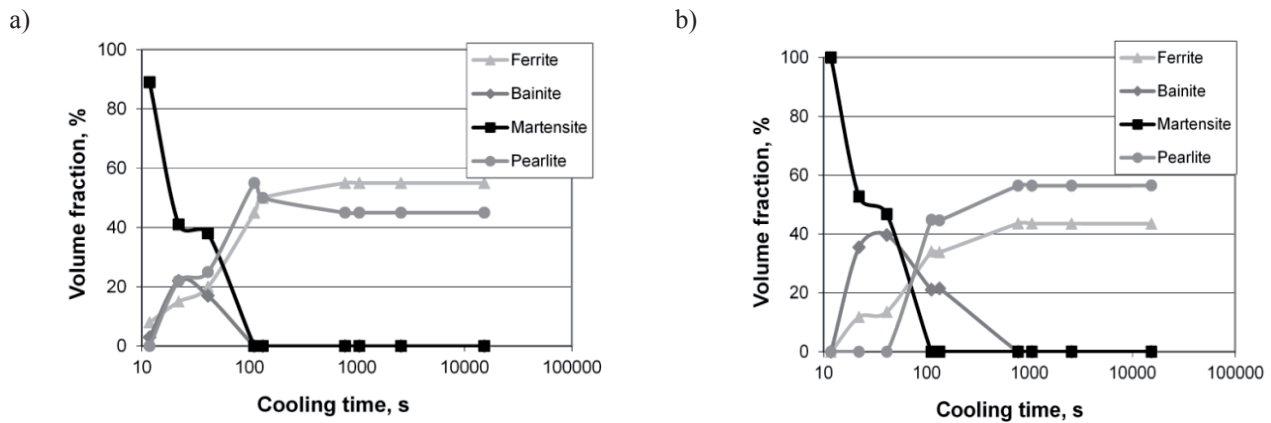 a)
100
80
60
40
20
0
Volume fraction, %
10 100 1000 10000 100000
Cooling time, s
Ferrite
Bainite
Martensite
Pearlite
b)
100
80
60
40
20
0
Volume fraction, %
10 100 1000 10000 100000
Cooling time, s
Ferrite
Bainite
Martensite
Pearlite